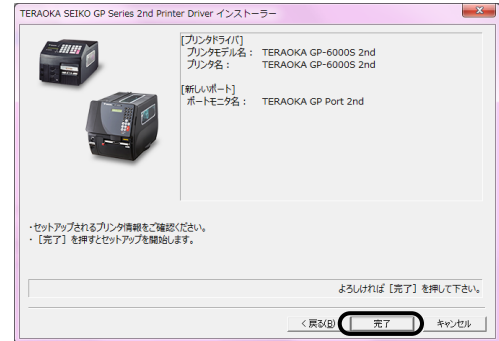 TERAOKA SEIKO GP Series 2nd Printer Driver インストーラー
[プリンタドライバ]
プリンタモデル名： TERAOKA GP-6000S 2nd
プリンタ名： TERAOKA GP-6000S 2nd
[新しいポート]
ポートモニタ名： TERAOKA GP Port 2nd
・セットアップされるプリンタ情報をご確認ください。
・［完了］を押すとセットアップを開始します。
よろしければ［完了］を押して下さい。
< 戻る(B) 完了 キャンセル